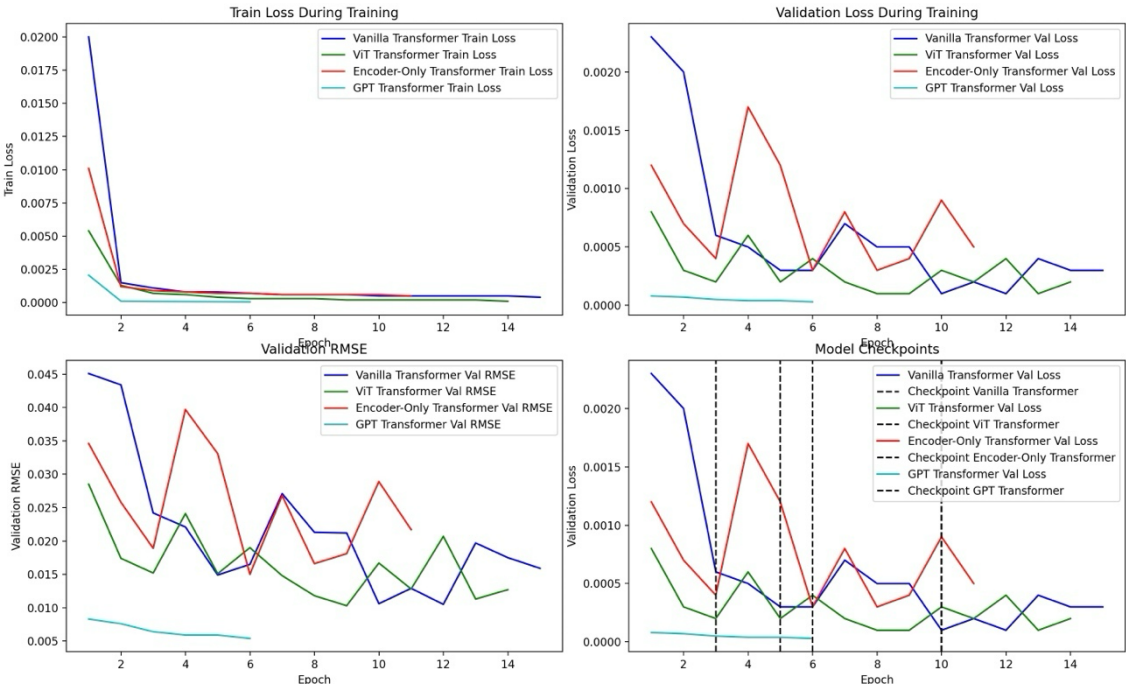 Train Loss During Training
Train Loss
0.0200
0.0175
0.0150
0.0125
0.0100
0.0075
0.0050
0.0025
0.0000
Vanilla Transformer Train Loss
ViT Transformer Train Loss
Encoder-Only Transformer Train Loss
GPT Transformer Train Loss
2 4 6 8 10 12 14
Epoch
Validation Loss During Training
Validation Loss
0.0020
0.0015
0.0010
0.0005
0.0000
Vanilla Transformer Val Loss
ViT Transformer Val Loss
Encoder-Only Transformer Val Loss
GPT Transformer Val Loss
2 4 6 8 10 12 14
Epoch
Validation RMSE
Validation RMSE
0.045
0.040
0.035
0.030
0.025
0.020
0.015
0.010
0.005
Vanilla Transformer Val RMSE
ViT Transformer Val RMSE
Encoder-Only Transformer Val RMSE
GPT Transformer Val RMSE
2 4 6 8 10 12 14
Epoch
Model Checkpoints
Validation Loss
0.0020
0.0015
0.0010
0.0005
0.0000
Vanilla Transformer Val Loss
Checkpoint Vanilla Transformer
ViT Transformer Val Loss
Checkpoint ViT Transformer
Encoder-Only Transformer Val Loss
Checkpoint Encoder-Only Transformer
GPT Transformer Val Loss
Checkpoint GPT Transformer
2 4 6 8 10 12 14
Epoch